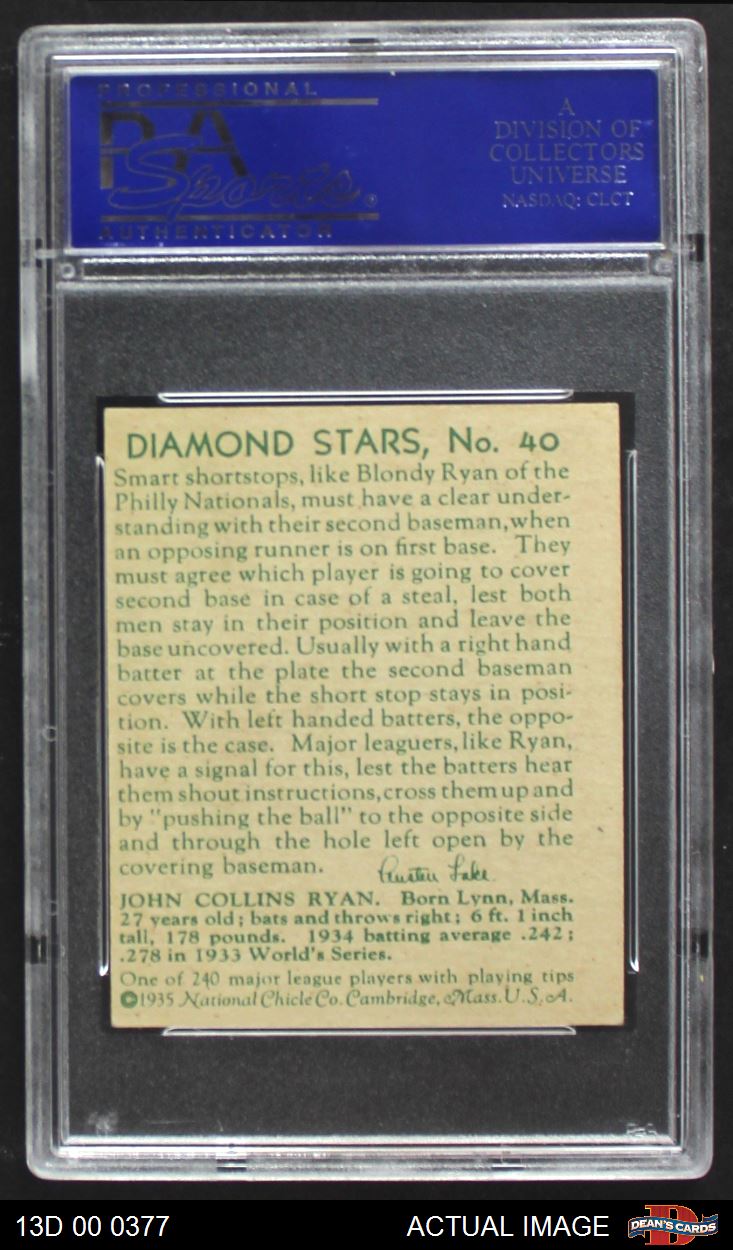 PROFESSIONAL
PSA
Sports
AUTHENTICATOR
A
DIVISION OF
COLLECTORS
UNIVERSE
NASDAQ: CLCT
DIAMOND STARS, No. 40
Smart shortstops, like Blondy Ryan of the
Philly Nationals, must have a clear under-
standing with their second baseman, when
an opposing runner is on first base. They
must agree which player is going to cover
second base in case of a steal, lest both
men stay in their position and leave the
base uncovered. Usually with a right hand
batter at the plate the second baseman
covers while the short stop stays in posi-
tion. With left handed batters, the oppo-
site is the case. Major leaguers, like Ryan,
have a signal for this, lest the batters hear
them shout instructions, cross them up and
by "pushing the ball" to the opposite side
and through the hole left open by the
covering baseman.
Austen Lake
JOHN COLLINS RYAN. Born Lynn, Mass.
27 years old; bats and throws right; 6 ft. 1 inch
tall, 178 pounds. 1934 batting average .242;
.278 in 1933 World's Series.
One of 240 major league players with playing tips
©1935 National Chicle Co. Cambridge, Mass. U.S.A.
13D 00 0377
ACTUAL IMAGE
DEAN'S CARDS